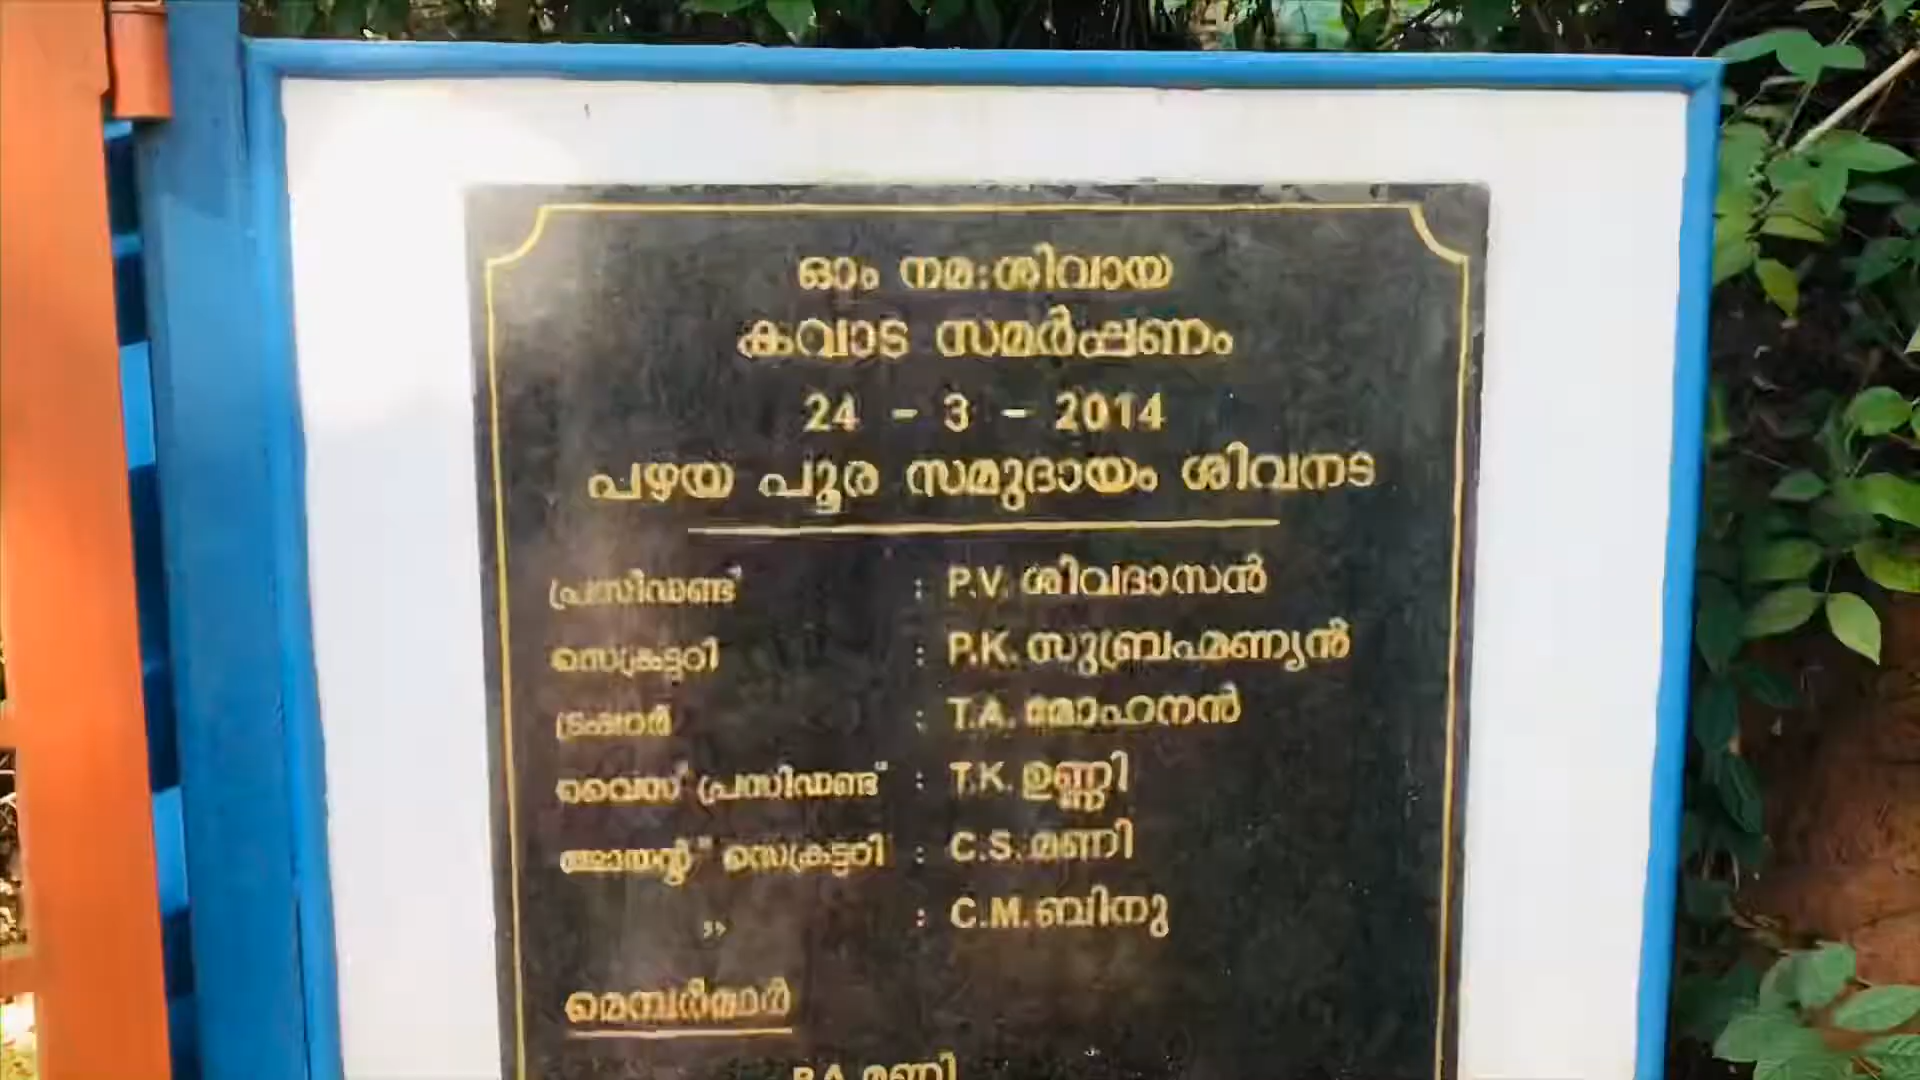 ഓം നമ:ശിവായ
കവാട സമർപ്പണം
24 - 3 - 2014
പഴയ പൂര സമുദായം ശിവനട
പ്രസിഡണ്ട് : P.V. ശിവദാസൻ
സെക്രട്ടറി : P.K. സുബ്രഹ്മണ്യൻ
ട്രഷറർ : T.A. മോഹനൻ
വൈസ് പ്രസിഡണ്ട് : T.K. ഉണ്ണി
സെക്രട്ടറി : C.S. മണി
,, : C.M. ബിനു
മെമ്പർമാർ
മണി